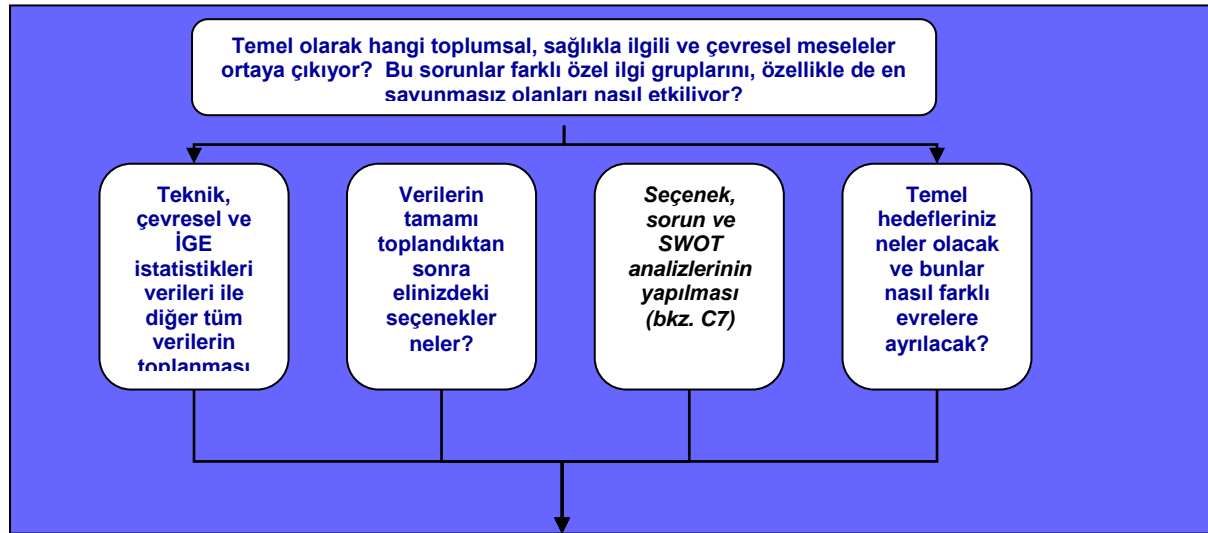 Temel olarak hangi toplumsal, sağlıkla ilgili ve çevresel meseleler
ortaya çıkıyor?  Bu sorunlar farklı özel ilgi gruplarını, özellikle de en
savunmasız olanları nasıl etkiliyor?
Teknik,
çevresel ve
İGE
istatistikleri
verileri ile
diğer tüm
verilerin
toplanması
Verilerin
tamamı
toplandıktan
sonra
elinizdeki
seçenekler
neler?
Seçenek,
sorun ve
SWOT
analizlerinin
yapılması
(bkz. C7)
Temel
hedefleriniz
neler olacak
ve bunlar
nasıl farklı
evrelere
ayrılacak?